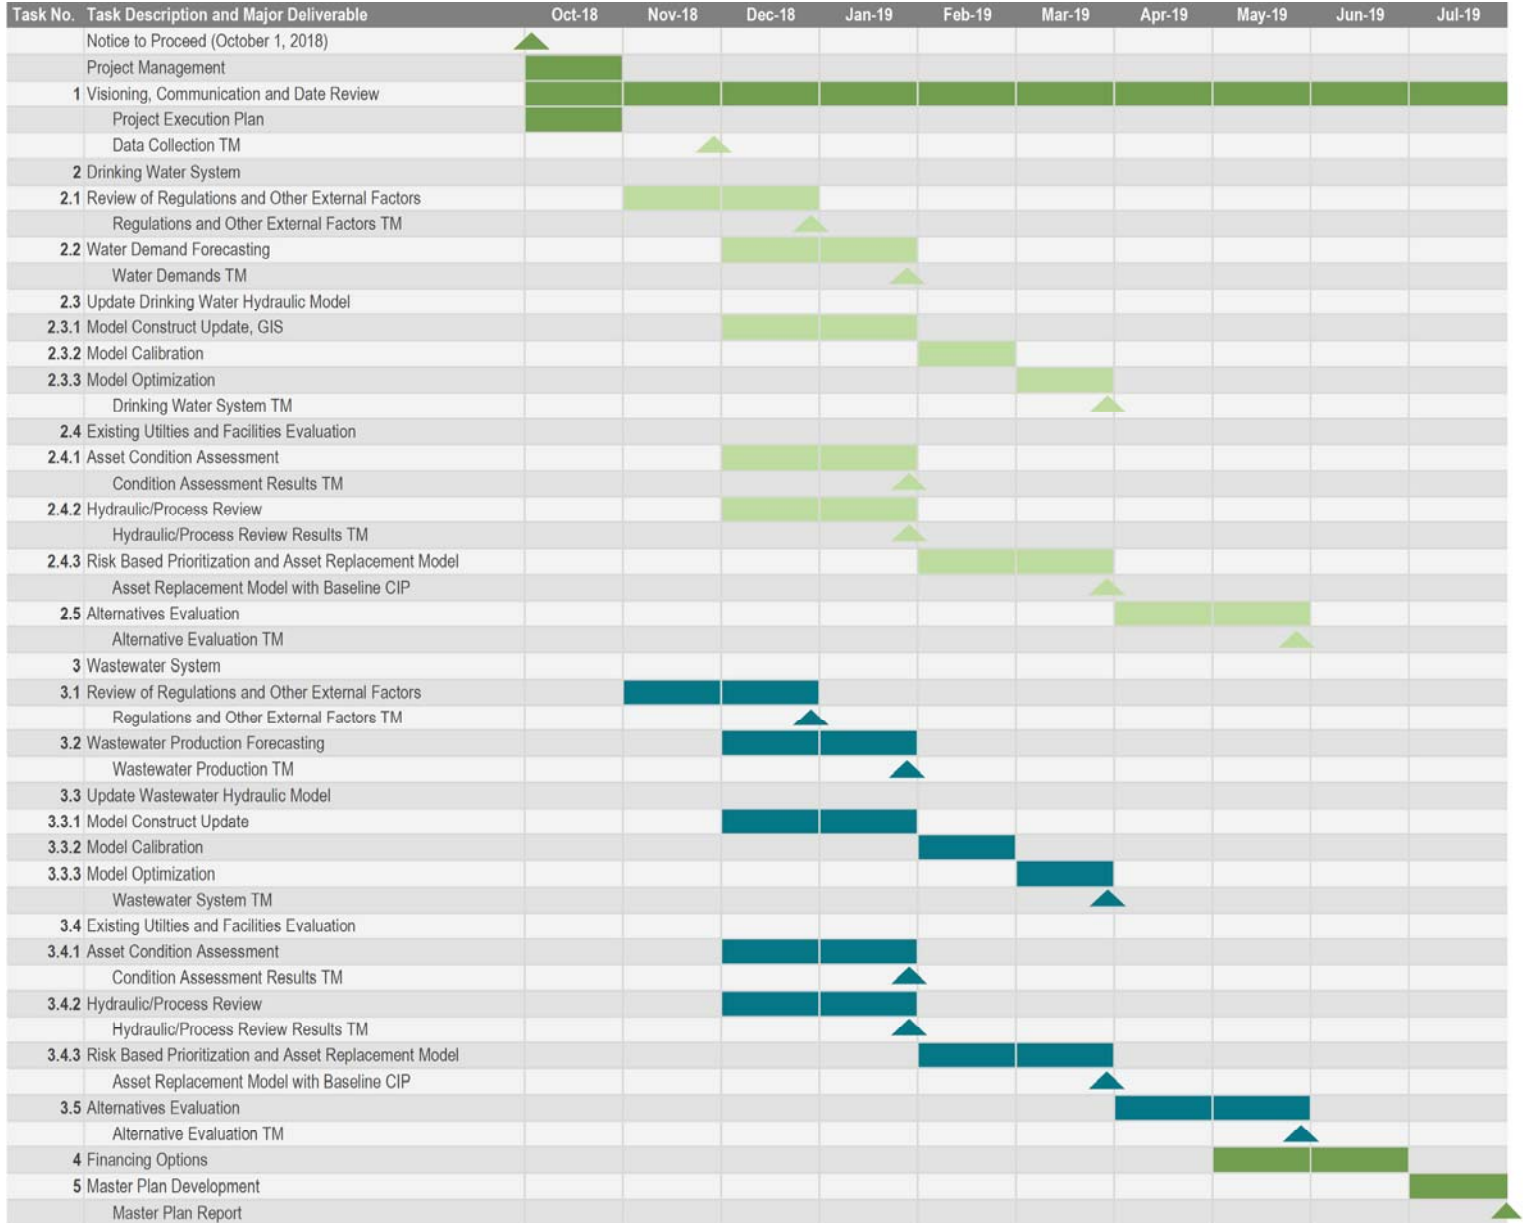 Task No. Task Description and Major Deliverable Oct-18 Nov-18 Dec-18 Jan-19 Feb-19 Mar-19 Apr-19 May-19 Jun-19 Jul-19
Notice to Proceed (October 1, 2018)
Project Management
1 Visioning, Communication and Date Review
Project Execution Plan
Data Collection TM
2 Drinking Water System
2.1 Review of Regulations and Other External Factors
Regulations and Other External Factors TM
2.2 Water Demand Forecasting
Water Demands TM
2.3 Update Drinking Water Hydraulic Model
2.3.1 Model Construct Update, GIS
2.3.2 Model Calibration
2.3.3 Model Optimization
Drinking Water System TM
2.4 Existing Utilties and Facilities Evaluation
2.4.1 Asset Condition Assessment
Condition Assessment Results TM
2.4.2 Hydraulic/Process Review
Hydraulic/Process Review Results TM
2.4.3 Risk Based Prioritization and Asset Replacement Model
Asset Replacement Model with Baseline CIP
2.5 Alternatives Evaluation
Alternative Evaluation TM
3 Wastewater System
3.1 Review of Regulations and Other External Factors
Regulations and Other External Factors TM
3.2 Wastewater Production Forecasting
Wastewater Production TM
3.3 Update Wastewater Hydraulic Model
3.3.1 Model Construct Update
3.3.2 Model Calibration
3.3.3 Model Optimization
Wastewater System TM
3.4 Existing Utilties and Facilities Evaluation
3.4.1 Asset Condition Assessment
Condition Assessment Results TM
3.4.2 Hydraulic/Process Review
Hydraulic/Process Review Results TM
3.4.3 Risk Based Prioritization and Asset Replacement Model
Asset Replacement Model with Baseline CIP
3.5 Alternatives Evaluation
Alternative Evaluation TM
4 Financing Options
5 Master Plan Development
Master Plan Report